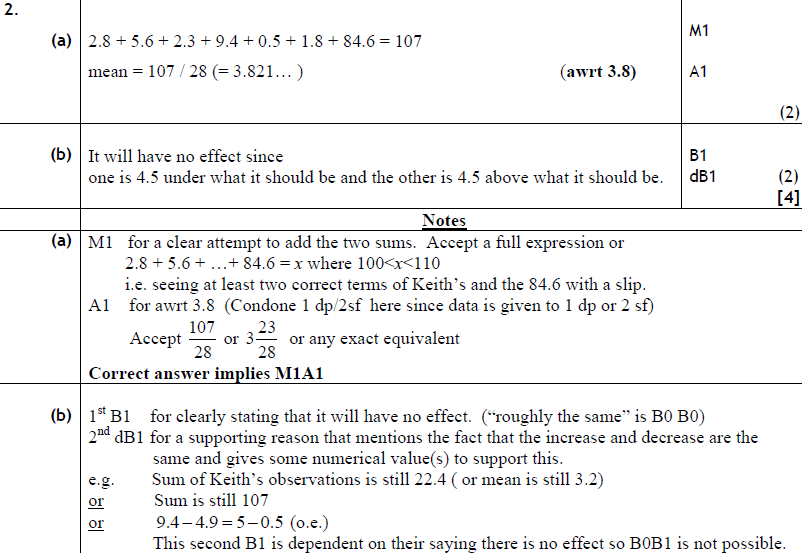 2.
(a) 2.8 + 5.6 + 2.3 + 9.4 + 0.5 + 1.8 + 84.6 = 107 M1
mean = 107 / 28 (= 3.821… ) (awrt 3.8) A1
(2)
(b) It will have no effect since B1
one is 4.5 under what it should be and the other is 4.5 above what it should be. dB1 (2)
[4]
Notes
(a) M1 for a clear attempt to add the two sums. Accept a full expression or
2.8 + 5.6 + …+ 84.6 = x where 100<x<110
i.e. seeing at least two correct terms of Keith's and the 84.6 with a slip.
A1 for awrt 3.8 (Condone 1 dp/2sf here since data is given to 1 dp or 2 sf)
Accept 107/28 or 3 23/28 or any exact equivalent
Correct answer implies M1A1
(b) 1st B1 for clearly stating that it will have no effect. ("roughly the same" is B0 B0)
2nd dB1 for a supporting reason that mentions the fact that the increase and decrease are the
same and gives some numerical value(s) to support this.
e.g. Sum of Keith's observations is still 22.4 ( or mean is still 3.2)
or Sum is still 107
or 9.4 – 4.9 = 5 – 0.5 (o.e.)
This second B1 is dependent on their saying there is no effect so B0B1 is not possible.